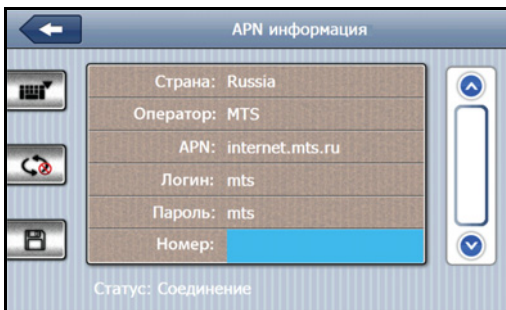 APN информация
Страна: Russia
Оператор: MTS
APN: internet.mts.ru
Логин: mts
Пароль: mts
Номер:
Статус: Соединение